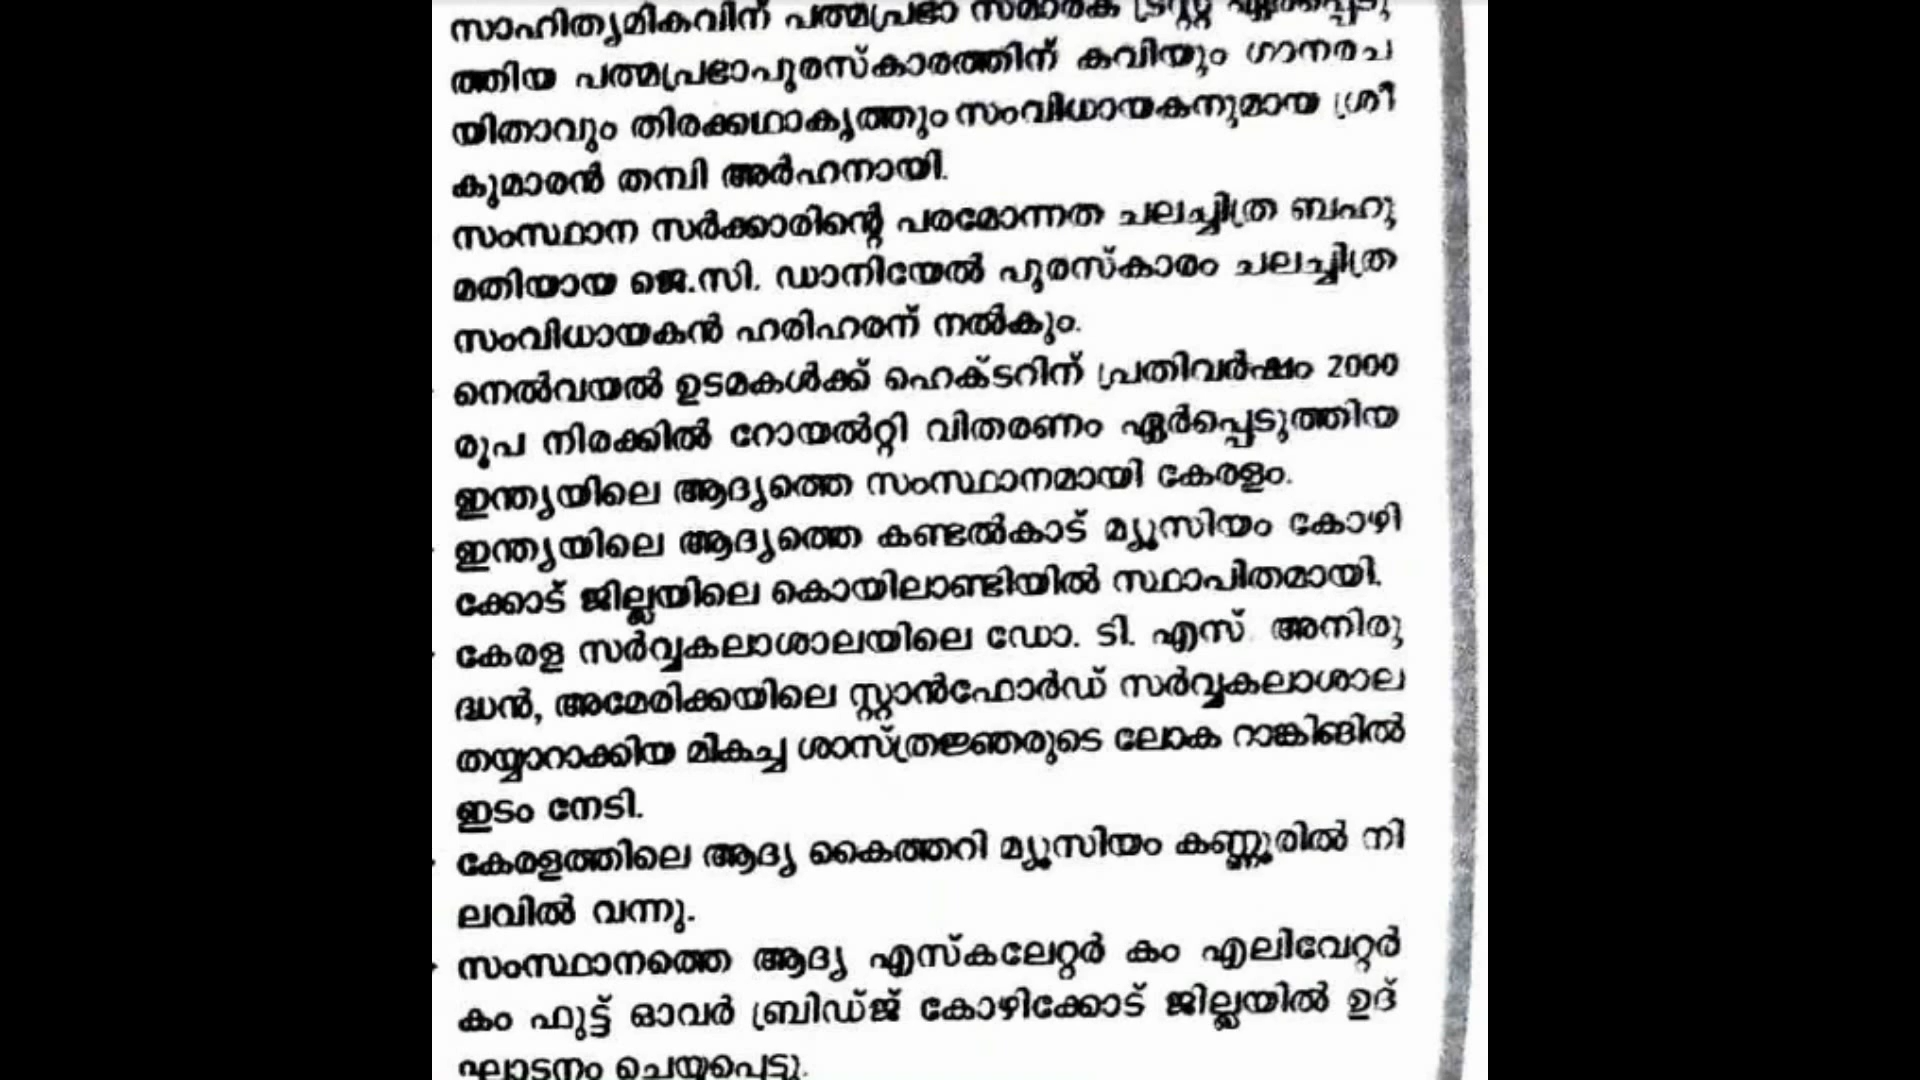 സാഹിത്യമികവിന് പത്മപ്രഭാ സ്മാരക ട്രസ്റ്റ് ഏർപ്പെടു
ത്തിയ പത്മപ്രഭാപുരസ്കാരത്തിന് കവിയും ഗാനരച
യിതാവും തിരക്കഥാകൃത്തും സംവിധായകനുമായ ശ്രീ
കുമാരൻ തമ്പി അർഹനായി.
സംസ്ഥാന സർക്കാരിന്റെ പരമോന്നത ചലച്ചിത്ര ബഹു
മതിയായ ജെ.സി. ഡാനിയേൽ പുരസ്കാരം ചലച്ചിത്ര
സംവിധായകൻ ഹരിഹരന് നൽകും.
നെൽവയൽ ഉടമകൾക്ക് ഹെക്ടറിന് പ്രതിവർഷം 2000
രൂപ നിരക്കിൽ റോയൽറ്റി വിതരണം ഏർപ്പെടുത്തിയ
ഇന്ത്യയിലെ ആദ്യത്തെ സംസ്ഥാനമായി കേരളം.
ഇന്ത്യയിലെ ആദ്യത്തെ കണ്ടൽകാട് മ്യൂസിയം കോഴി
ക്കോട് ജില്ലയിലെ കൊയിലാണ്ടിയിൽ സ്ഥാപിതമായി.
കേരള സർവ്വകലാശാലയിലെ ഡോ. ടി. എസ്. അനിരു
ദ്ധൻ, അമേരിക്കയിലെ സ്റ്റാൻഫോർഡ് സർവ്വകലാശാല
തയ്യാറാക്കിയ മികച്ച ശാസ്ത്രജ്ഞരുടെ ലോക റാങ്കിങിൽ
ഇടം നേടി.
കേരളത്തിലെ ആദ്യ കൈത്തറി മ്യൂസിയം കണ്ണൂരിൽ നി
ലവിൽ വന്നു.
സംസ്ഥാനത്തെ ആദ്യ എസ്കലേറ്റർ കം എലിവേറ്റർ
കം ഫുട്ട് ഓവർ ബ്രിഡ്ജ് കോഴിക്കോട് ജില്ലയിൽ ഉദ്
ഘാടനം ചെയ്യപ്പെട്ടു.